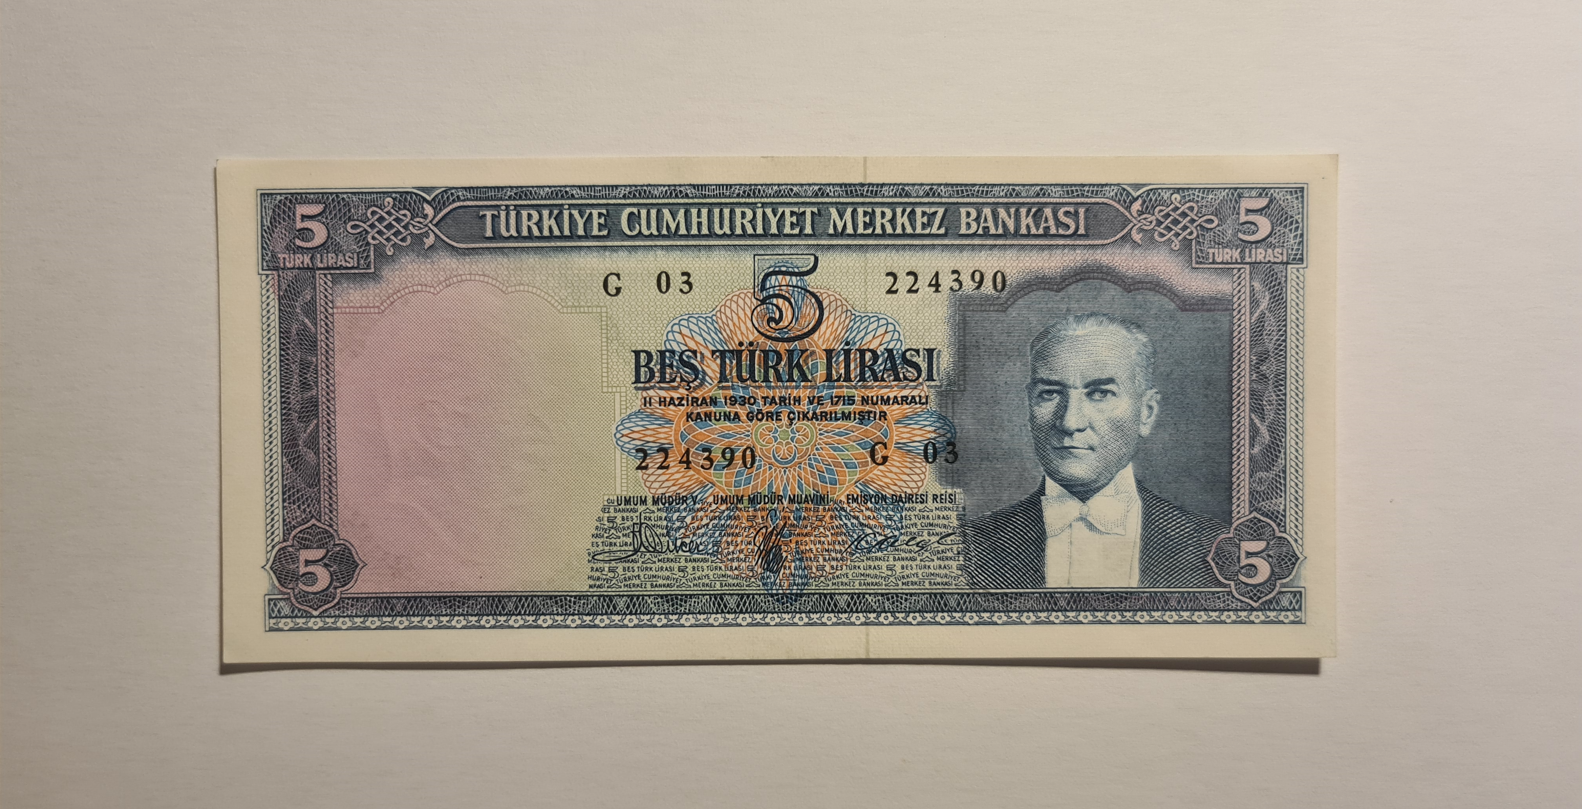 TÜRKİYE CUMHURİYET MERKEZ BANKASI
5
TÜRK LİRASI
5
TÜRK LİRASI
G 03
5
224390
BEŞ TÜRK LİRASI
11 HAZİRAN 1930 TARİH VE 1715 NUMARALI
KANUNA GÖRE ÇIKARILMIŞTIR
224390
G 03
UMUM MÜDÜR V.
UMUM MÜDÜR MUAVİNİ
EMİSYON DAİRESİ REİSİ
5
5